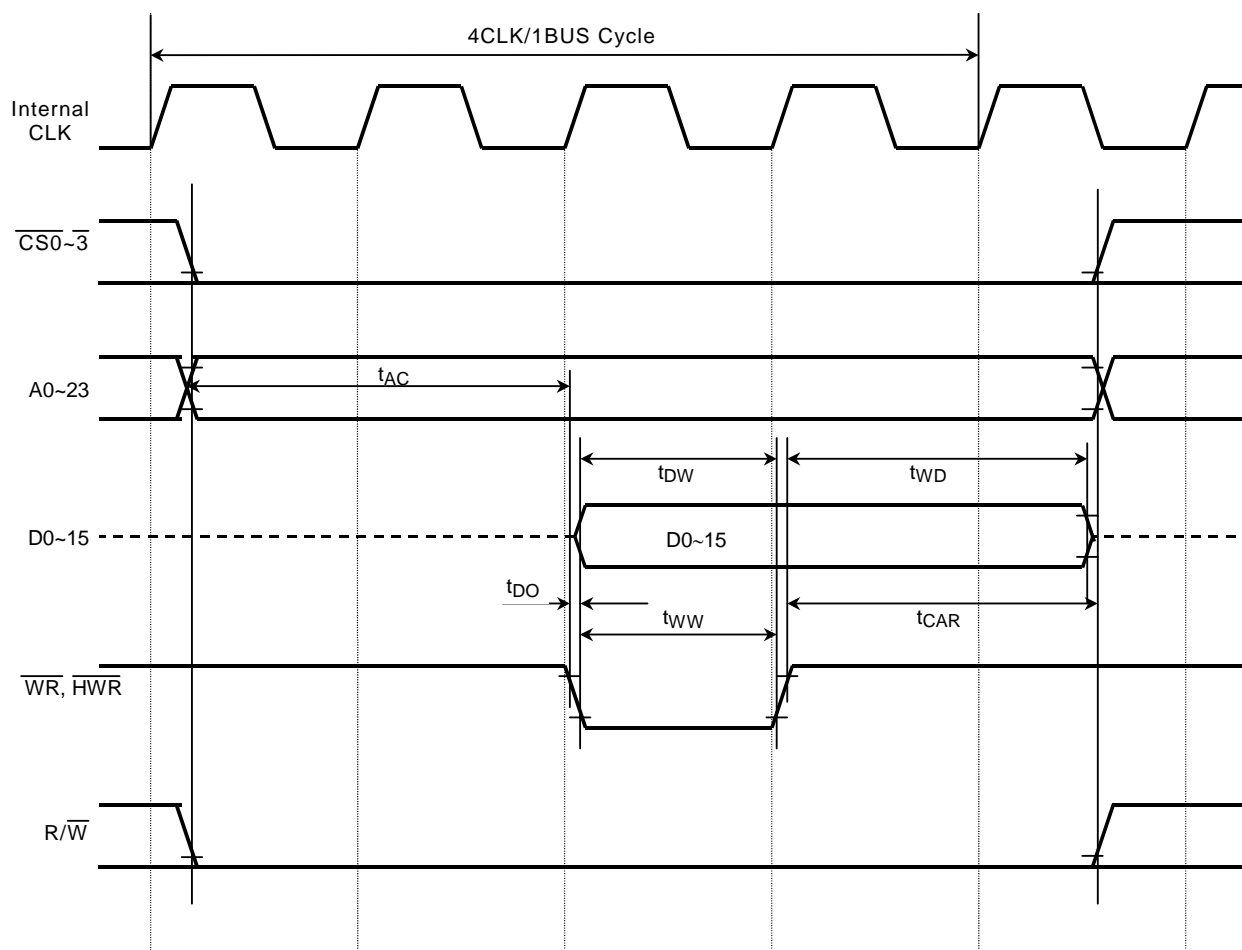 4CLK/1BUS Cycle
Internal
CLK
CS0~3
A0~23
tAC
tDW
tWD
D0~15
D0~15
tDO
tWW
tCAR
WR, HWR
R/W